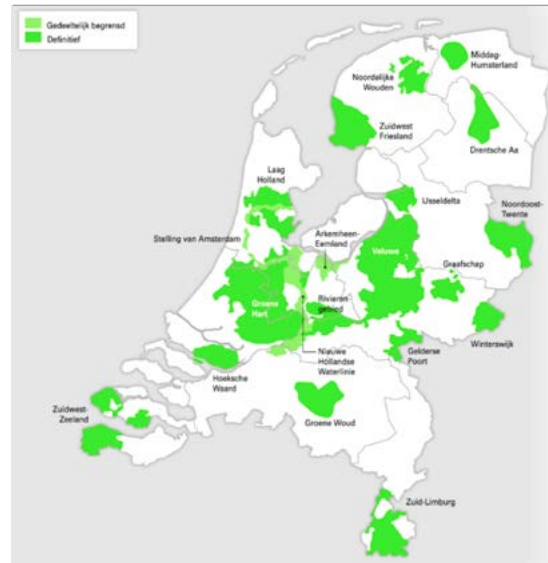 Gedeeltelijk begrensd
Definitief
Middag-
Humsterland
Noordelijke
Wouden
Zuidwest
Friesland
Drentsche Aa
Laag
Holland
IJsseldelta
Noordoost-
Twente
Stelling van Amsterdam
Arkemheen-
Eemland
Veluwe
Graafschap
Groene
Hart
Rivieren
gebied
Winterswijk
Nieuwe
Hollandse
Waterlinie
Gelderse
Poort
Hoeksche
Waard
Zuidwest-
Zeeland
Groene Woud
Zuid-Limburg